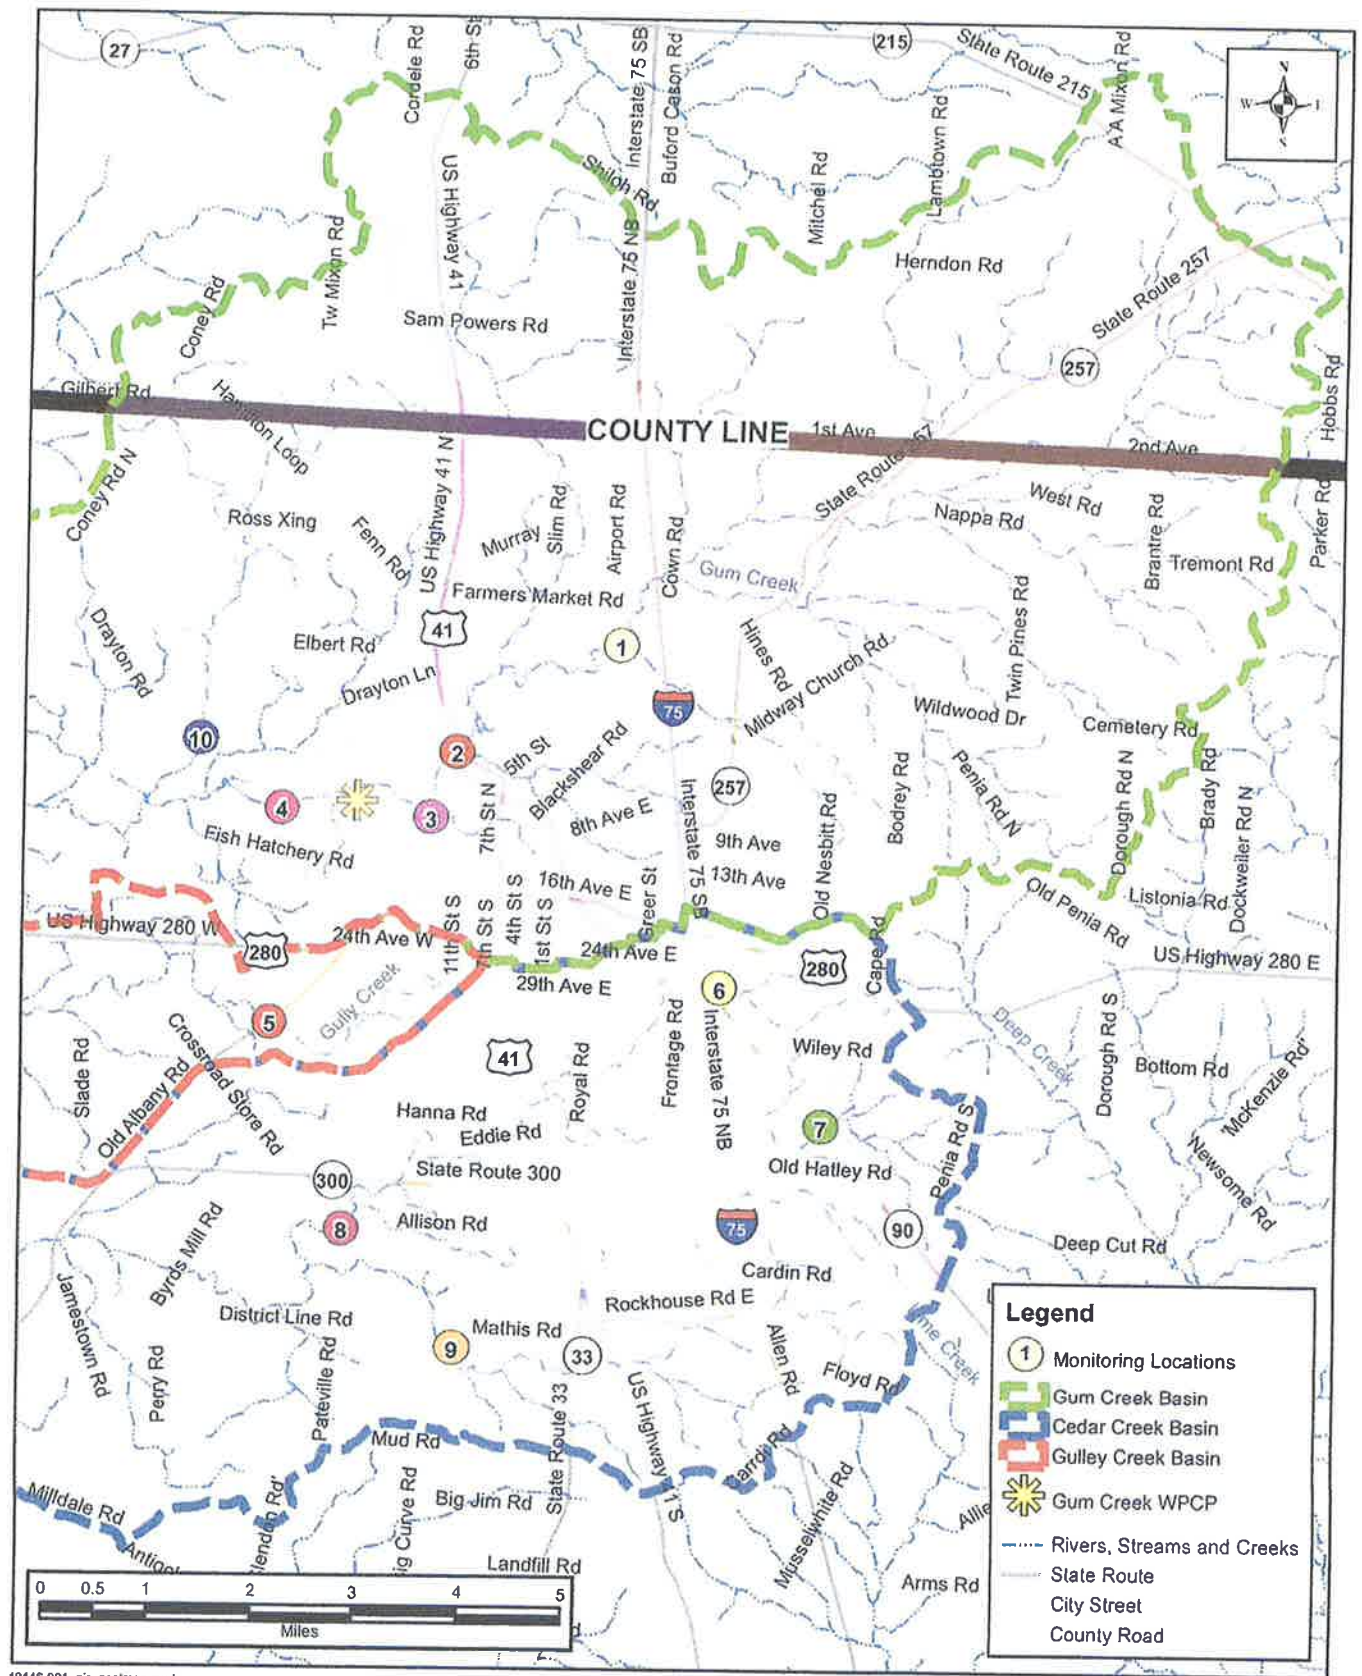 27
Cordele Rd
6th St
Interstate 75 SB
Buford Cason Rd
215
State Route 215
A A Mixon Rd
N
W
Shiloh Rd
Lambtown Rd
Mitchel Rd
US Highway 41
Tw Mixon Rd
Coney Rd
Interstate 75 NB
Herndon Rd
State Route 257
Sam Powers Rd
257
Hobbs Rd
Gilbert Rd
Hamilton Loop
COUNTY LINE
1st Ave
2nd Ave
Coney Rd N
US Highway 41 N
State Route 257
West Rd
Ross Xing
Fenn Rd
Murray
Slim Rd
Airport Rd
Cown Rd
Nappa Rd
Brantre Rd
Parker Rd
Tremont Rd
Gum Creek
Farmers Market Rd
Drayton Rd
Elbert Rd
41
1
Hines Rd
Twin Pines Rd
Midway Church Rd
Drayton Ln
75
Wildwood Dr
Cemetery Rd
10
2
5th St
Blackshear Rd
257
Bodrey Rd
Penia Rd N
Dorough Rd N
Brady Rd
Dockweiler Rd N
4
3
7th St N
8th Ave E
Interstate 75 SB
9th Ave
Old Nesbitt Rd
Fish Hatchery Rd
16th Ave E
13th Ave
Greer St
Old Penia Rd
Listonia Rd
US Highway 280 W
280
24th Ave W
11th St S
7th St S
4th St S
1st St S
24th Ave E
29th Ave E
280
Cape Rd
US Highway 280 E
5
Gully Creek
6
Deep Creek
Dorough Rd S
Slade Rd
Crossroad Store Rd
41
Royal Rd
Frontage Rd
Interstate 75 NB
Wiley Rd
Bottom Rd
"McKenzie Rd"
Old Albany Rd
Hanna Rd
Eddie Rd
7
Penia Rd S
Newsome Rd
300
State Route 300
Old Hatley Rd
8
Allison Rd
75
90
Deep Cut Rd
Byrds Mill Rd
Cardin Rd
Jamestown Rd
District Line Rd
Rockhouse Rd E
Mathis Rd
9
33
Perry Rd
Pateville Rd
Allen Rd
Floyd Rd
me Creek
State Route 33
Mud Rd
Milldale Rd
Big Jim Rd
Musselwhite Rd
Allie
Landfill Rd
Arms Rd
Legend
1 Monitoring Locations
Gum Creek Basin
Cedar Creek Basin
Gulley Creek Basin
Gum Creek WPCP
Rivers, Streams and Creeks
State Route
City Street
County Road
0 0.5 1 2 3 4 5
Miles